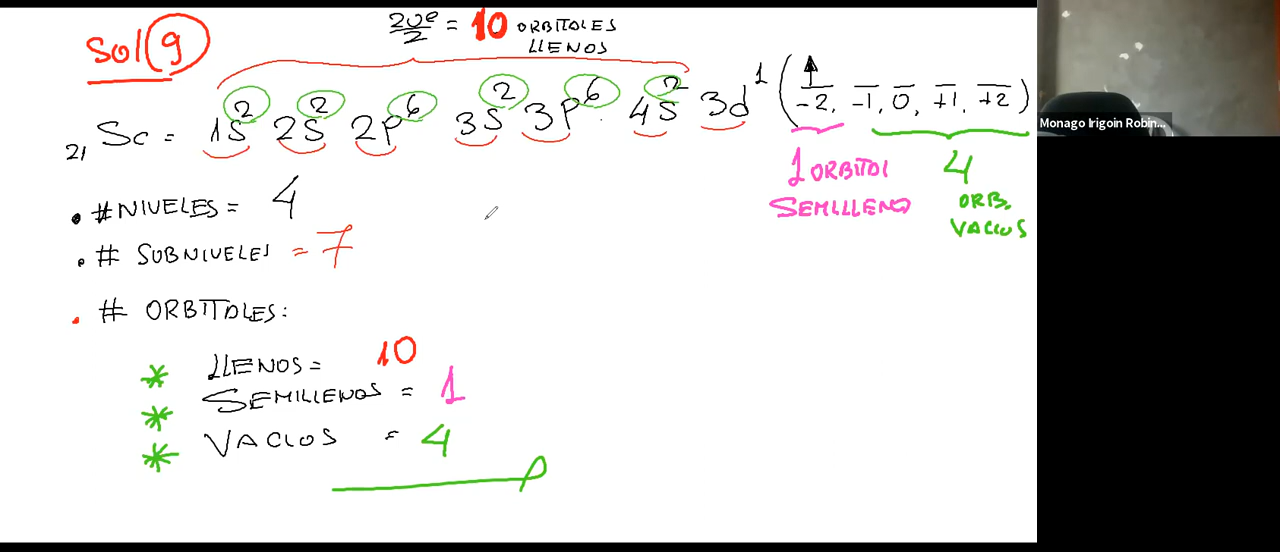 Sol(9)
20e/2 = 10 ORBITALES
LLENOS
21 Sc = 1S2 2S2 2P6 3S2 3P6 4S2 3d1 ( -2, -1, 0, +1, +2 )
1 ORBITAL
SEMILLENO
4
ORB.
VACIOS
• #NIVELES = 4
• # SUBNIVELES = 7
• # ORBITALES:
* LLENOS = 10
* SEMILLENOS = 1
* VACIOS = 4
Monago Irigoin Robin...